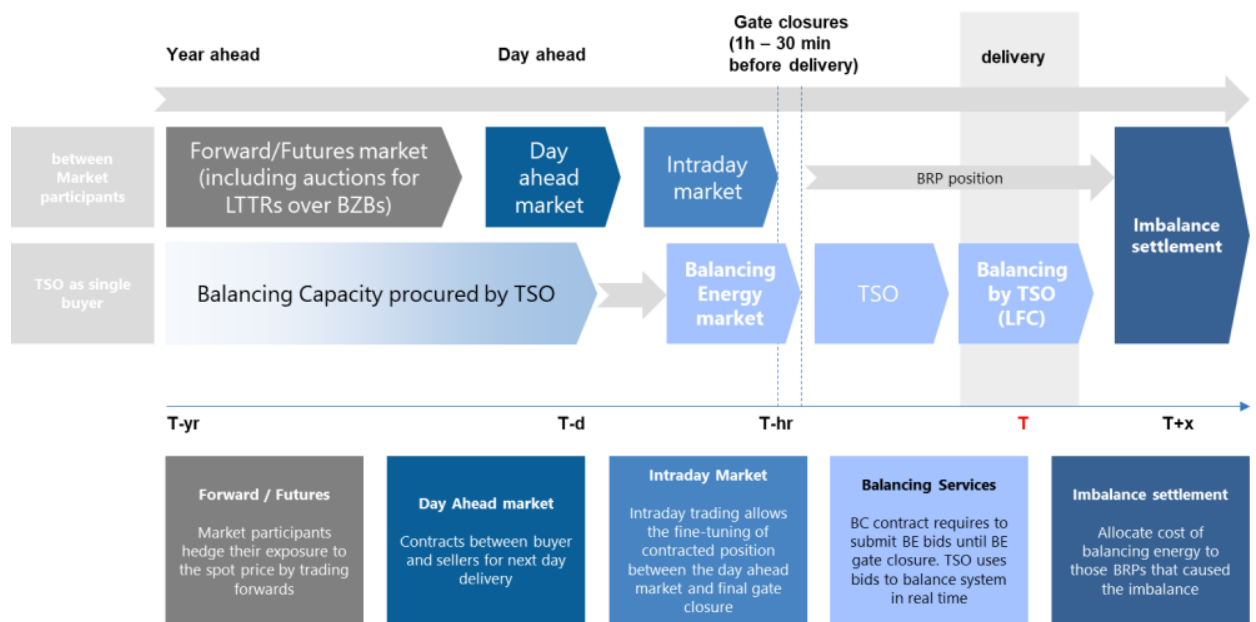 Year ahead
Day ahead
Gate closures
(1h – 30 min
before delivery)
delivery
between
Market
participants
Forward/Futures market
(including auctions for
LTTRs over BZBs)
Day
ahead
market
Intraday
market
BRP position
Imbalance
settlement
TSO as single
buyer
Balancing Capacity procured by TSO
Balancing
Energy
market
TSO
Balancing
by TSO
(LFC)
T-yr
T-d
T-hr
T
T+x
Forward / Futures
Market participants
hedge their exposure to
the spot price by trading
forwards
Day Ahead market
Contracts between buyer
and sellers for next day
delivery
Intraday Market
Intraday trading allows
the fine-tuning of
contracted position
between the day ahead
market and final gate
closure
Balancing Services
BC contract requires to
submit BE bids until BE
gate closure. TSO uses
bids to balance system
in real time
Imbalance settlement
Allocate cost of
balancing energy to
those BRPs that caused
the imbalance